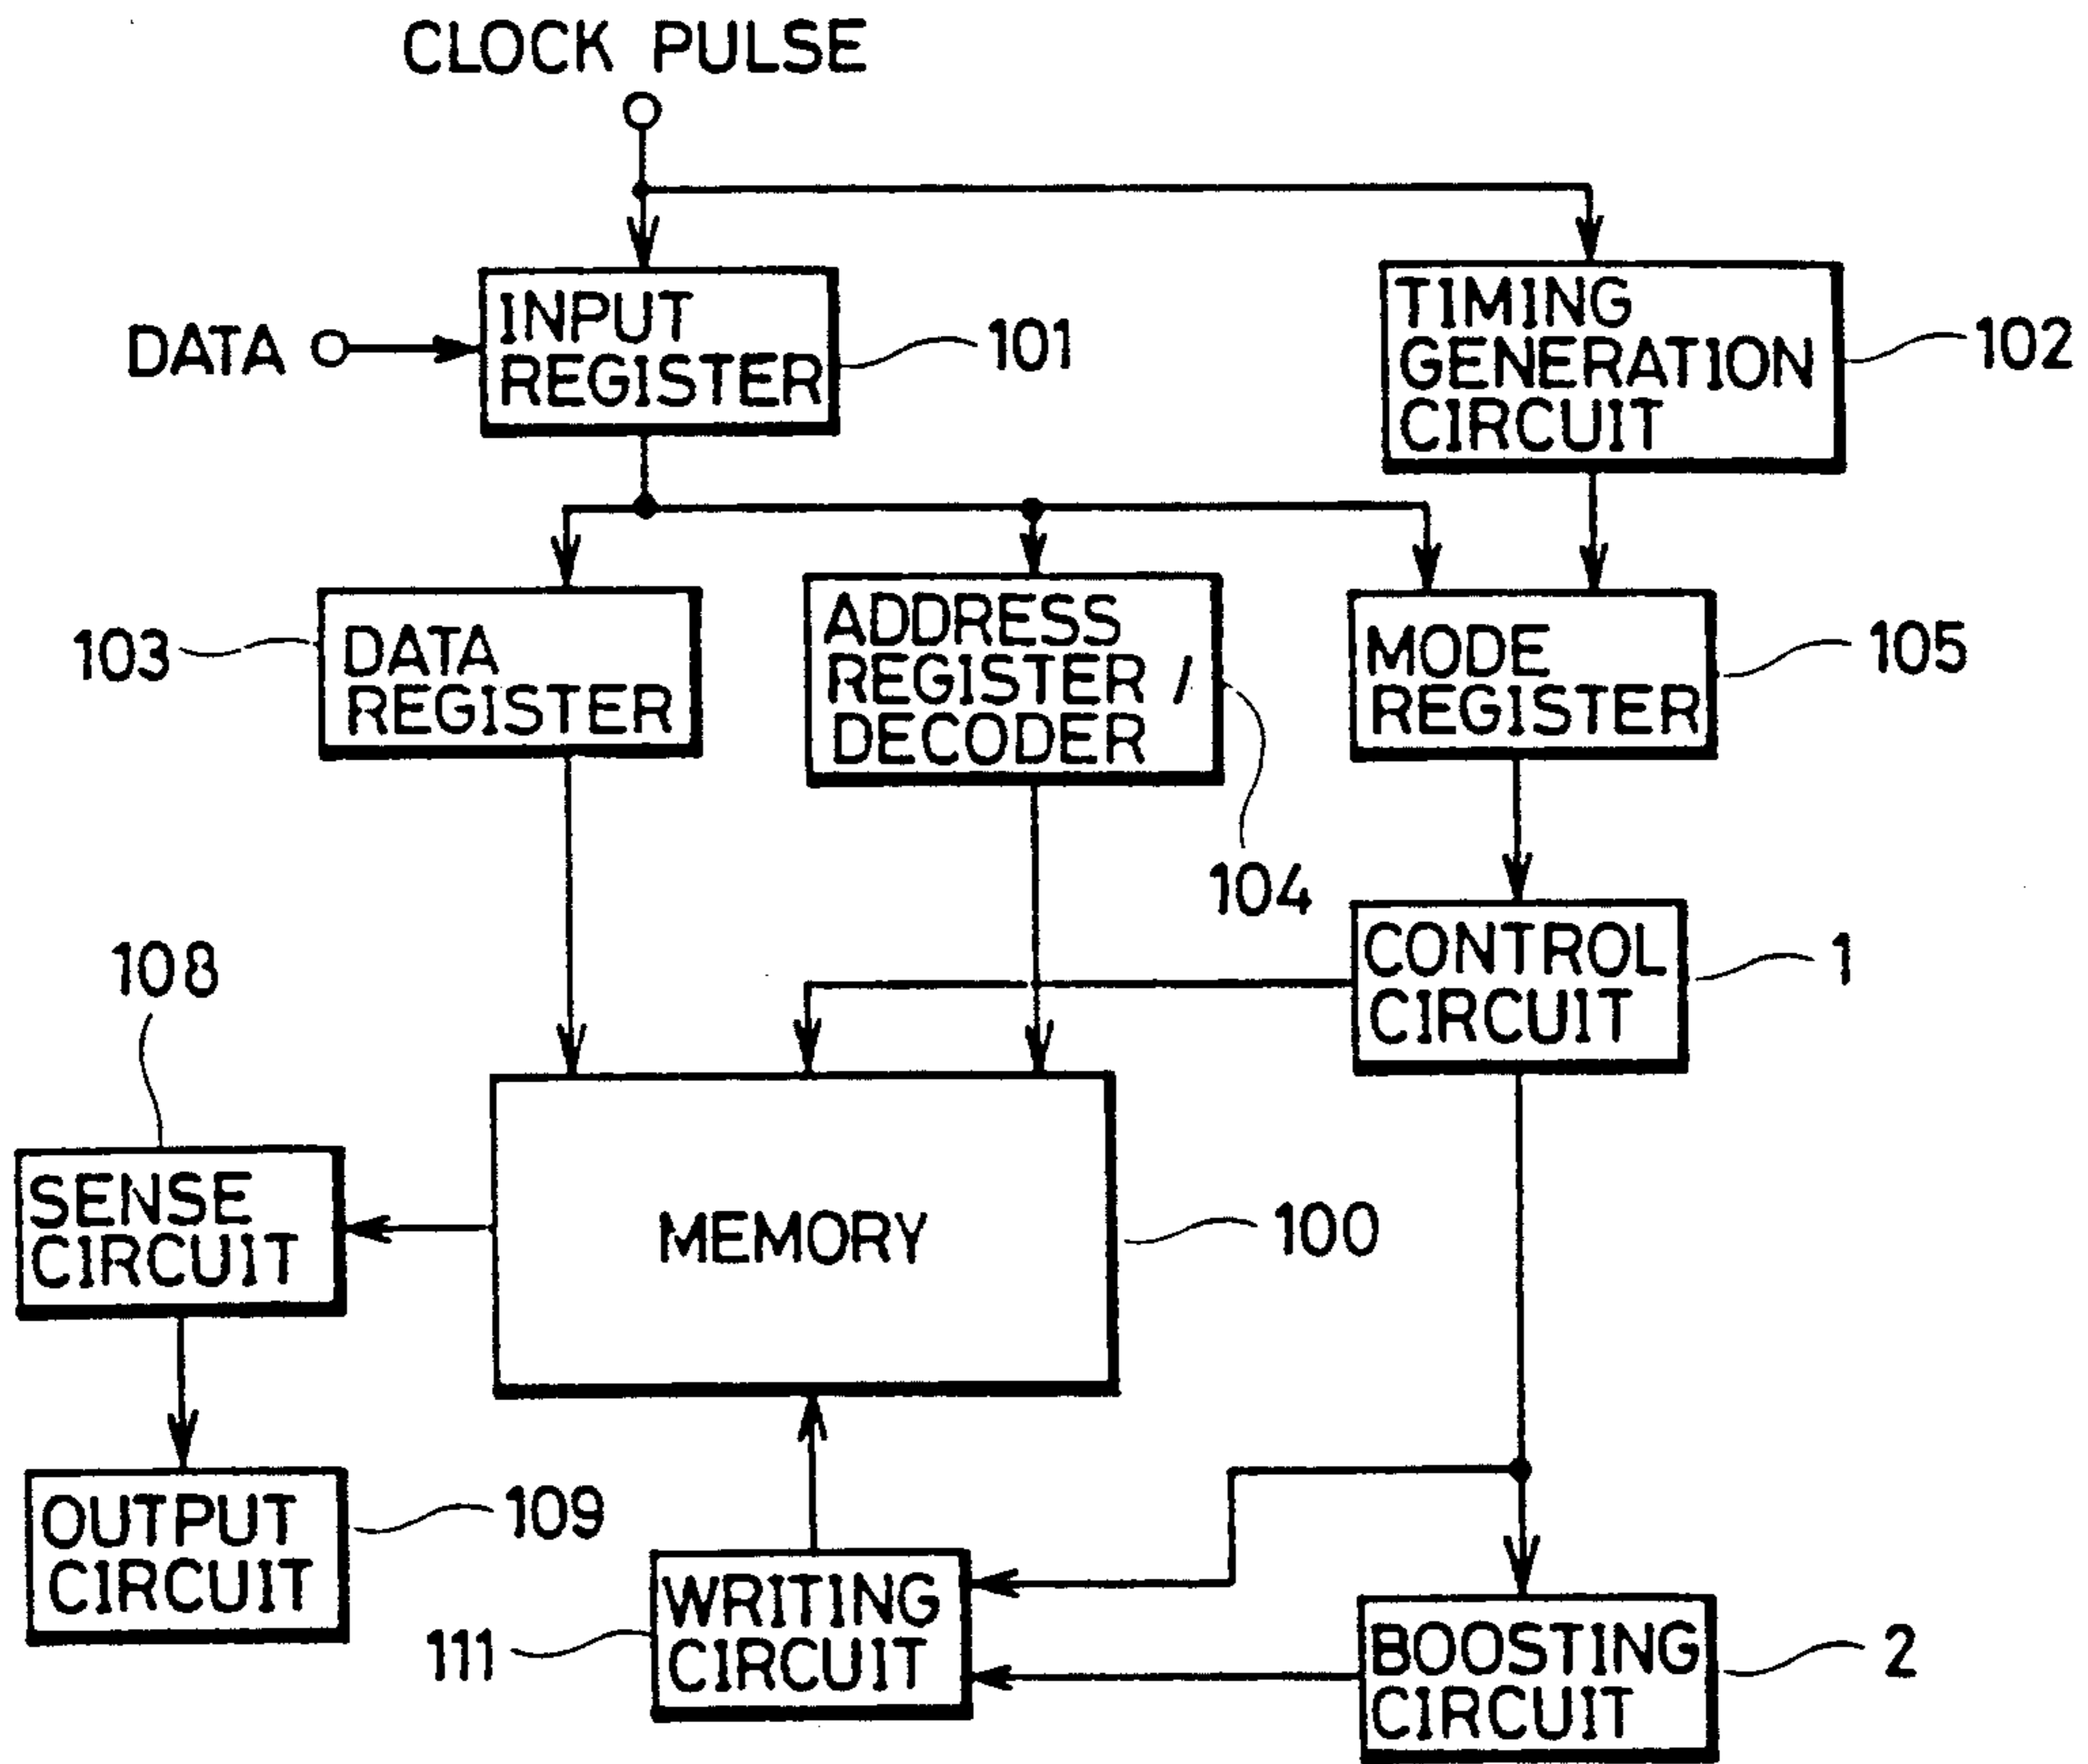 CLOCK PULSE
DATA
INPUT
REGISTER
101
TIMING
GENERATION
CIRCUIT
102
103
DATA
REGISTER
ADDRESS
REGISTER /
DECODER
104
MODE
REGISTER
105
CONTROL
CIRCUIT
1
108
SENSE
CIRCUIT
MEMORY
100
OUTPUT
CIRCUIT
109
111
WRITING
CIRCUIT
BOOSTING
CIRCUIT
2